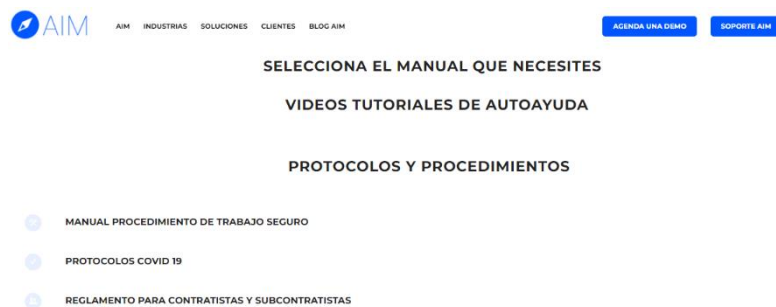 AIM
AIM INDUSTRIAS SOLUCIONES CLIENTES BLOG AIM AGENDA UNA DEMO SOPORTE AIM
SELECCIONA EL MANUAL QUE NECESITES
VIDEOS TUTORIALES DE AUTOAYUDA
PROTOCOLOS Y PROCEDIMIENTOS
MANUAL PROCEDIMIENTO DE TRABAJO SEGURO
PROTOCOLOS COVID 19
REGLAMENTO PARA CONTRATISTAS Y SUBCONTRATISTAS